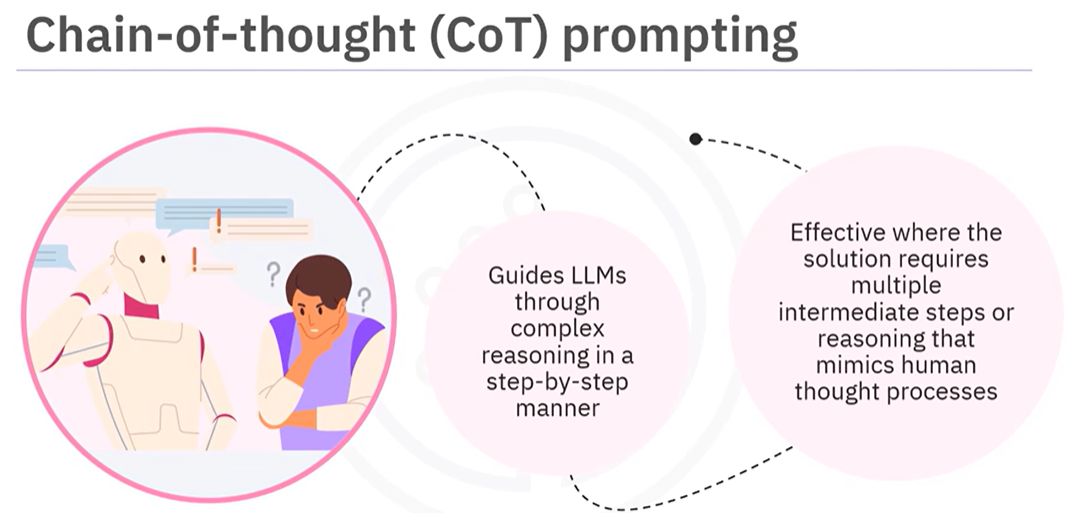 Chain-of-thought (CoT) prompting
Guides LLMs
through
complex
reasoning in a
step-by-step
manner
Effective where the
solution requires
multiple
intermediate steps or
reasoning that
mimics human
thought processes
!
!
?
?